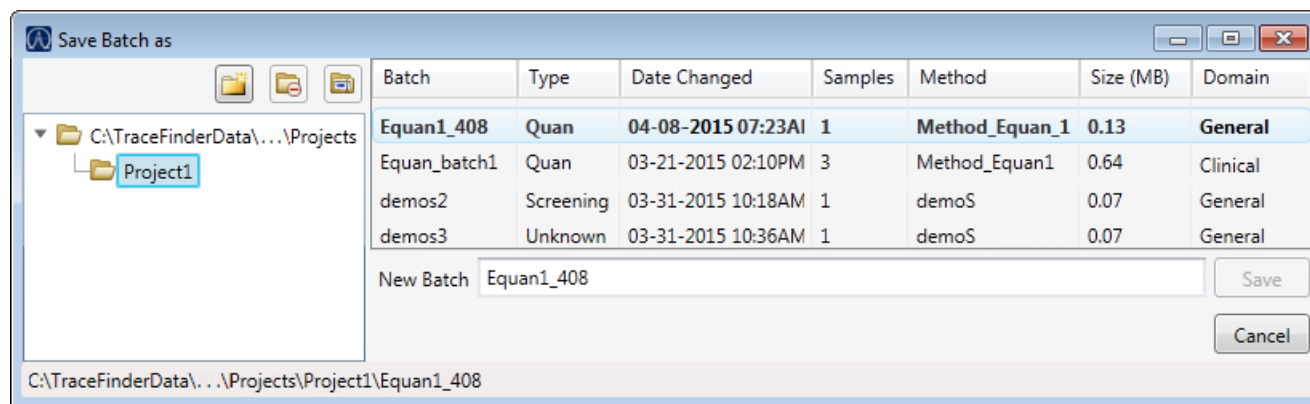 Save Batch as
Batch Type Date Changed Samples Method Size (MB) Domain
C:\TraceFinderData\...\Projects
Project1
Equan1_408 Quan 04-08-2015 07:23AI 1 Method_Equan_1 0.13 General
Equan_batch1 Quan 03-21-2015 02:10PM 3 Method_Equan1 0.64 Clinical
demos2 Screening 03-31-2015 10:18AM 1 demoS 0.07 General
demos3 Unknown 03-31-2015 10:36AM 1 demoS 0.07 General
New Batch Equan1_408 Save
Cancel
C:\TraceFinderData\...\Projects\Project1\Equan1_408